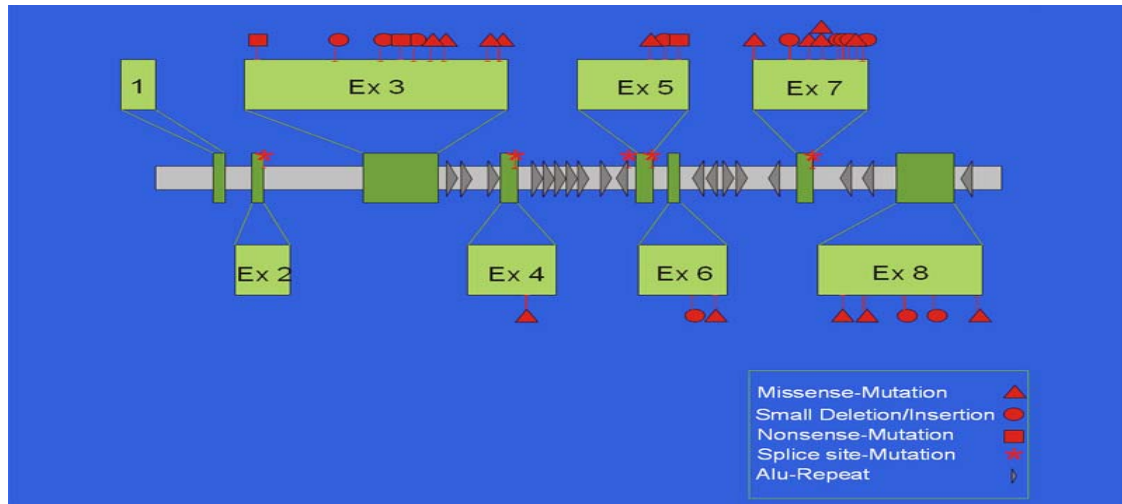 1
Ex 3
Ex 5
Ex 7
Ex 2
Ex 4
Ex 6
Ex 8
Missense-Mutation
Small Deletion/Insertion
Nonsense-Mutation
Splice site-Mutation
Alu-Repeat